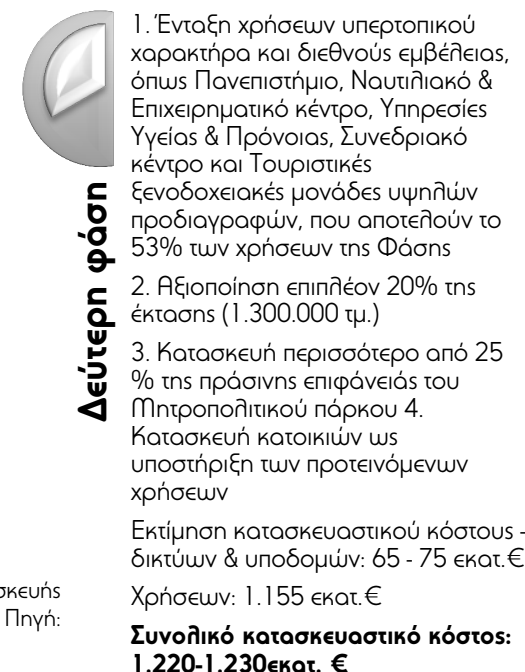 Δεύτερη φάση
1. Ένταξη χρήσεων υπερτοπικού
χαρακτήρα και διεθνούς εμβέλειας,
όπως Πανεπιστήμιο, Ναυτιλιακό &
Επιχειρηματικό κέντρο, Υπηρεσίες
Υγείας & Πρόνοιας, Συνεδριακό
κέντρο και Τουριστικές
ξενοδοχειακές μονάδες υψηλών
προδιαγραφών, που αποτελούν το
53% των χρήσεων της Φάσης
2. Αξιοποίηση επιπλέον 20% της
έκτασης (1.300.000 τμ.)
3. Κατασκευή περισσότερο από 25
% της πράσινης επιφάνειάς του
Μητροπολιτικού πάρκου 4.
Κατασκευή κατοικιών ως
υποστήριξη των προτεινόμενων
χρήσεων
Εκτίμηση κατασκευαστικού κόστους -
δικτύων & υποδομών: 65 - 75 εκατ.€
Χρήσεων: 1.155 εκατ.€
Συνολικό κατασκευαστικό κόστος:
1.220-1.230εκατ. €
σκευής
Πηγή: